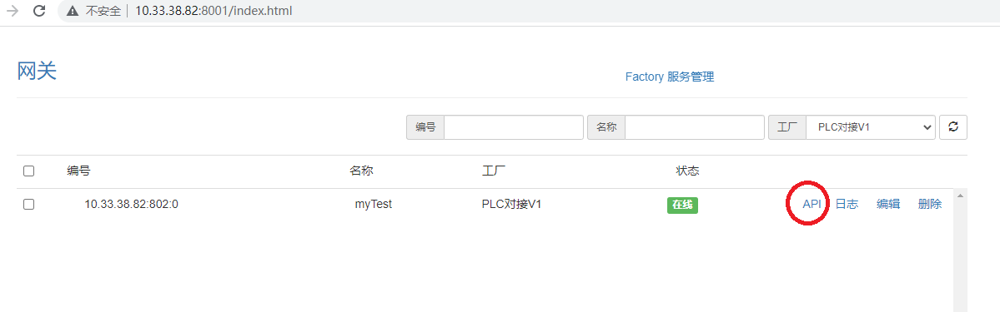 不安全 10.33.38.82:8001/index.html
网关
Factory 服务管理
编号 名称 工厂 PLC对接V1
编号 名称 工厂 状态
10.33.38.82:802:0 myTest PLC对接V1 在线 API 日志 编辑 删除